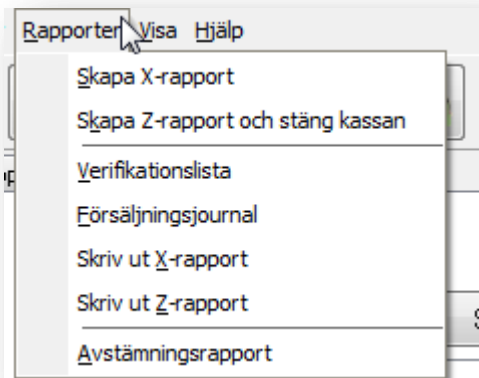 Rapporter Visa Hjälp
Skapa X-rapport
Skapa Z-rapport och stäng kassan
Verifikationslista
Försäljningsjournal
Skriv ut X-rapport
Skriv ut Z-rapport
Avstämningsrapport